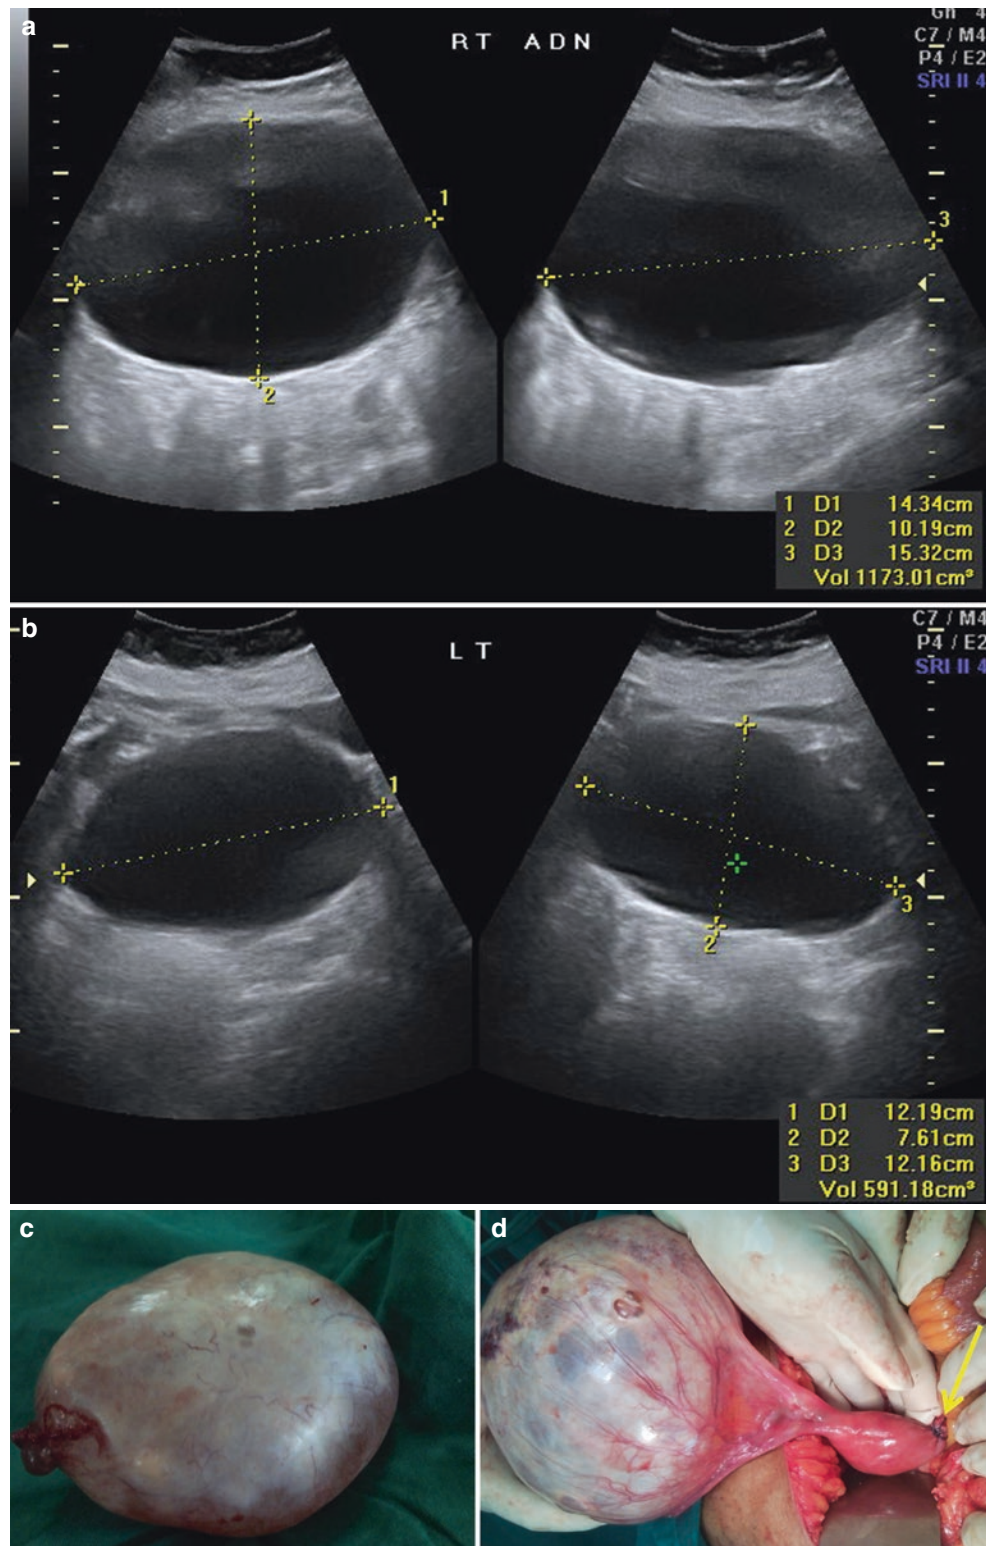 a
RT ADN
Gn 4
C7 / M4
P4 / E2
SRI II 4
1
2
3
1 D1 14.34cm
2 D2 10.19cm
3 D3 15.32cm
Vol 1173.01cm³
b
LT
C7 / M4
P4 / E2
SRI II 4
1
2
3
1 D1 12.19cm
2 D2 7.61cm
3 D3 12.16cm
Vol 591.18cm³
c
d